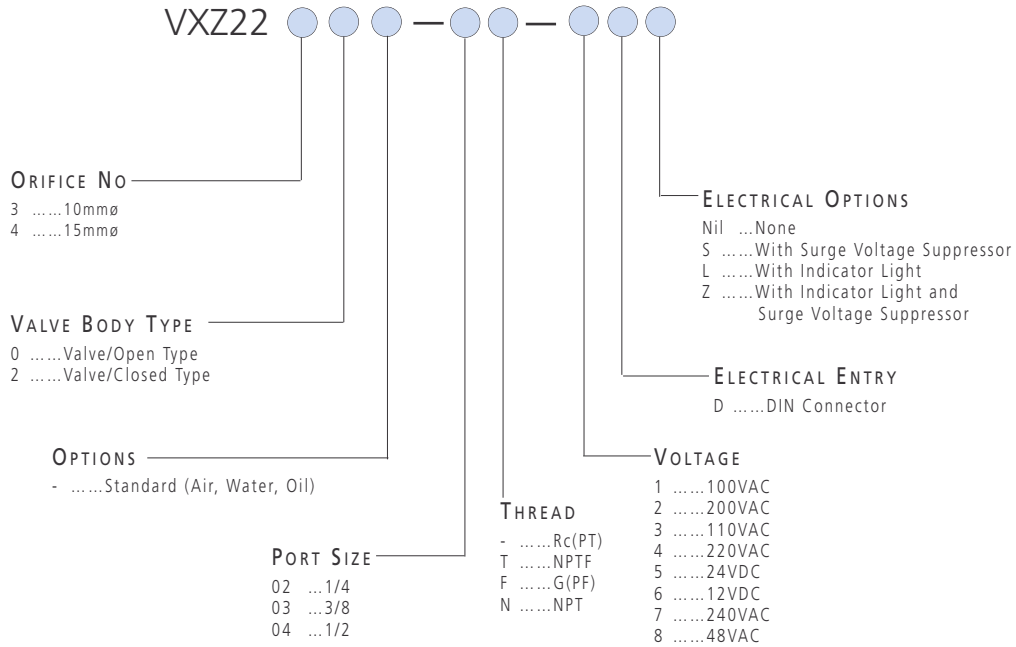 VXZ22 — —
ORIFICE NO
3 ......10mmø
4 ......15mmø
VALVE BODY TYPE
0 ......Valve/Open Type
2 ......Valve/Closed Type
OPTIONS
- ......Standard (Air, Water, Oil)
PORT SIZE
02 ...1/4
03 ...3/8
04 ...1/2
THREAD
- ......Rc(PT)
T ......NPTF
F ......G(PF)
N ......NPT
VOLTAGE
1 ......100VAC
2 ......200VAC
3 ......110VAC
4 ......220VAC
5 ......24VDC
6 ......12VDC
7 ......240VAC
8 ......48VAC
ELECTRICAL ENTRY
D ......DIN Connector
ELECTRICAL OPTIONS
Nil ...None
S ......With Surge Voltage Suppressor
L ......With Indicator Light
Z ......With Indicator Light and
Surge Voltage Suppressor